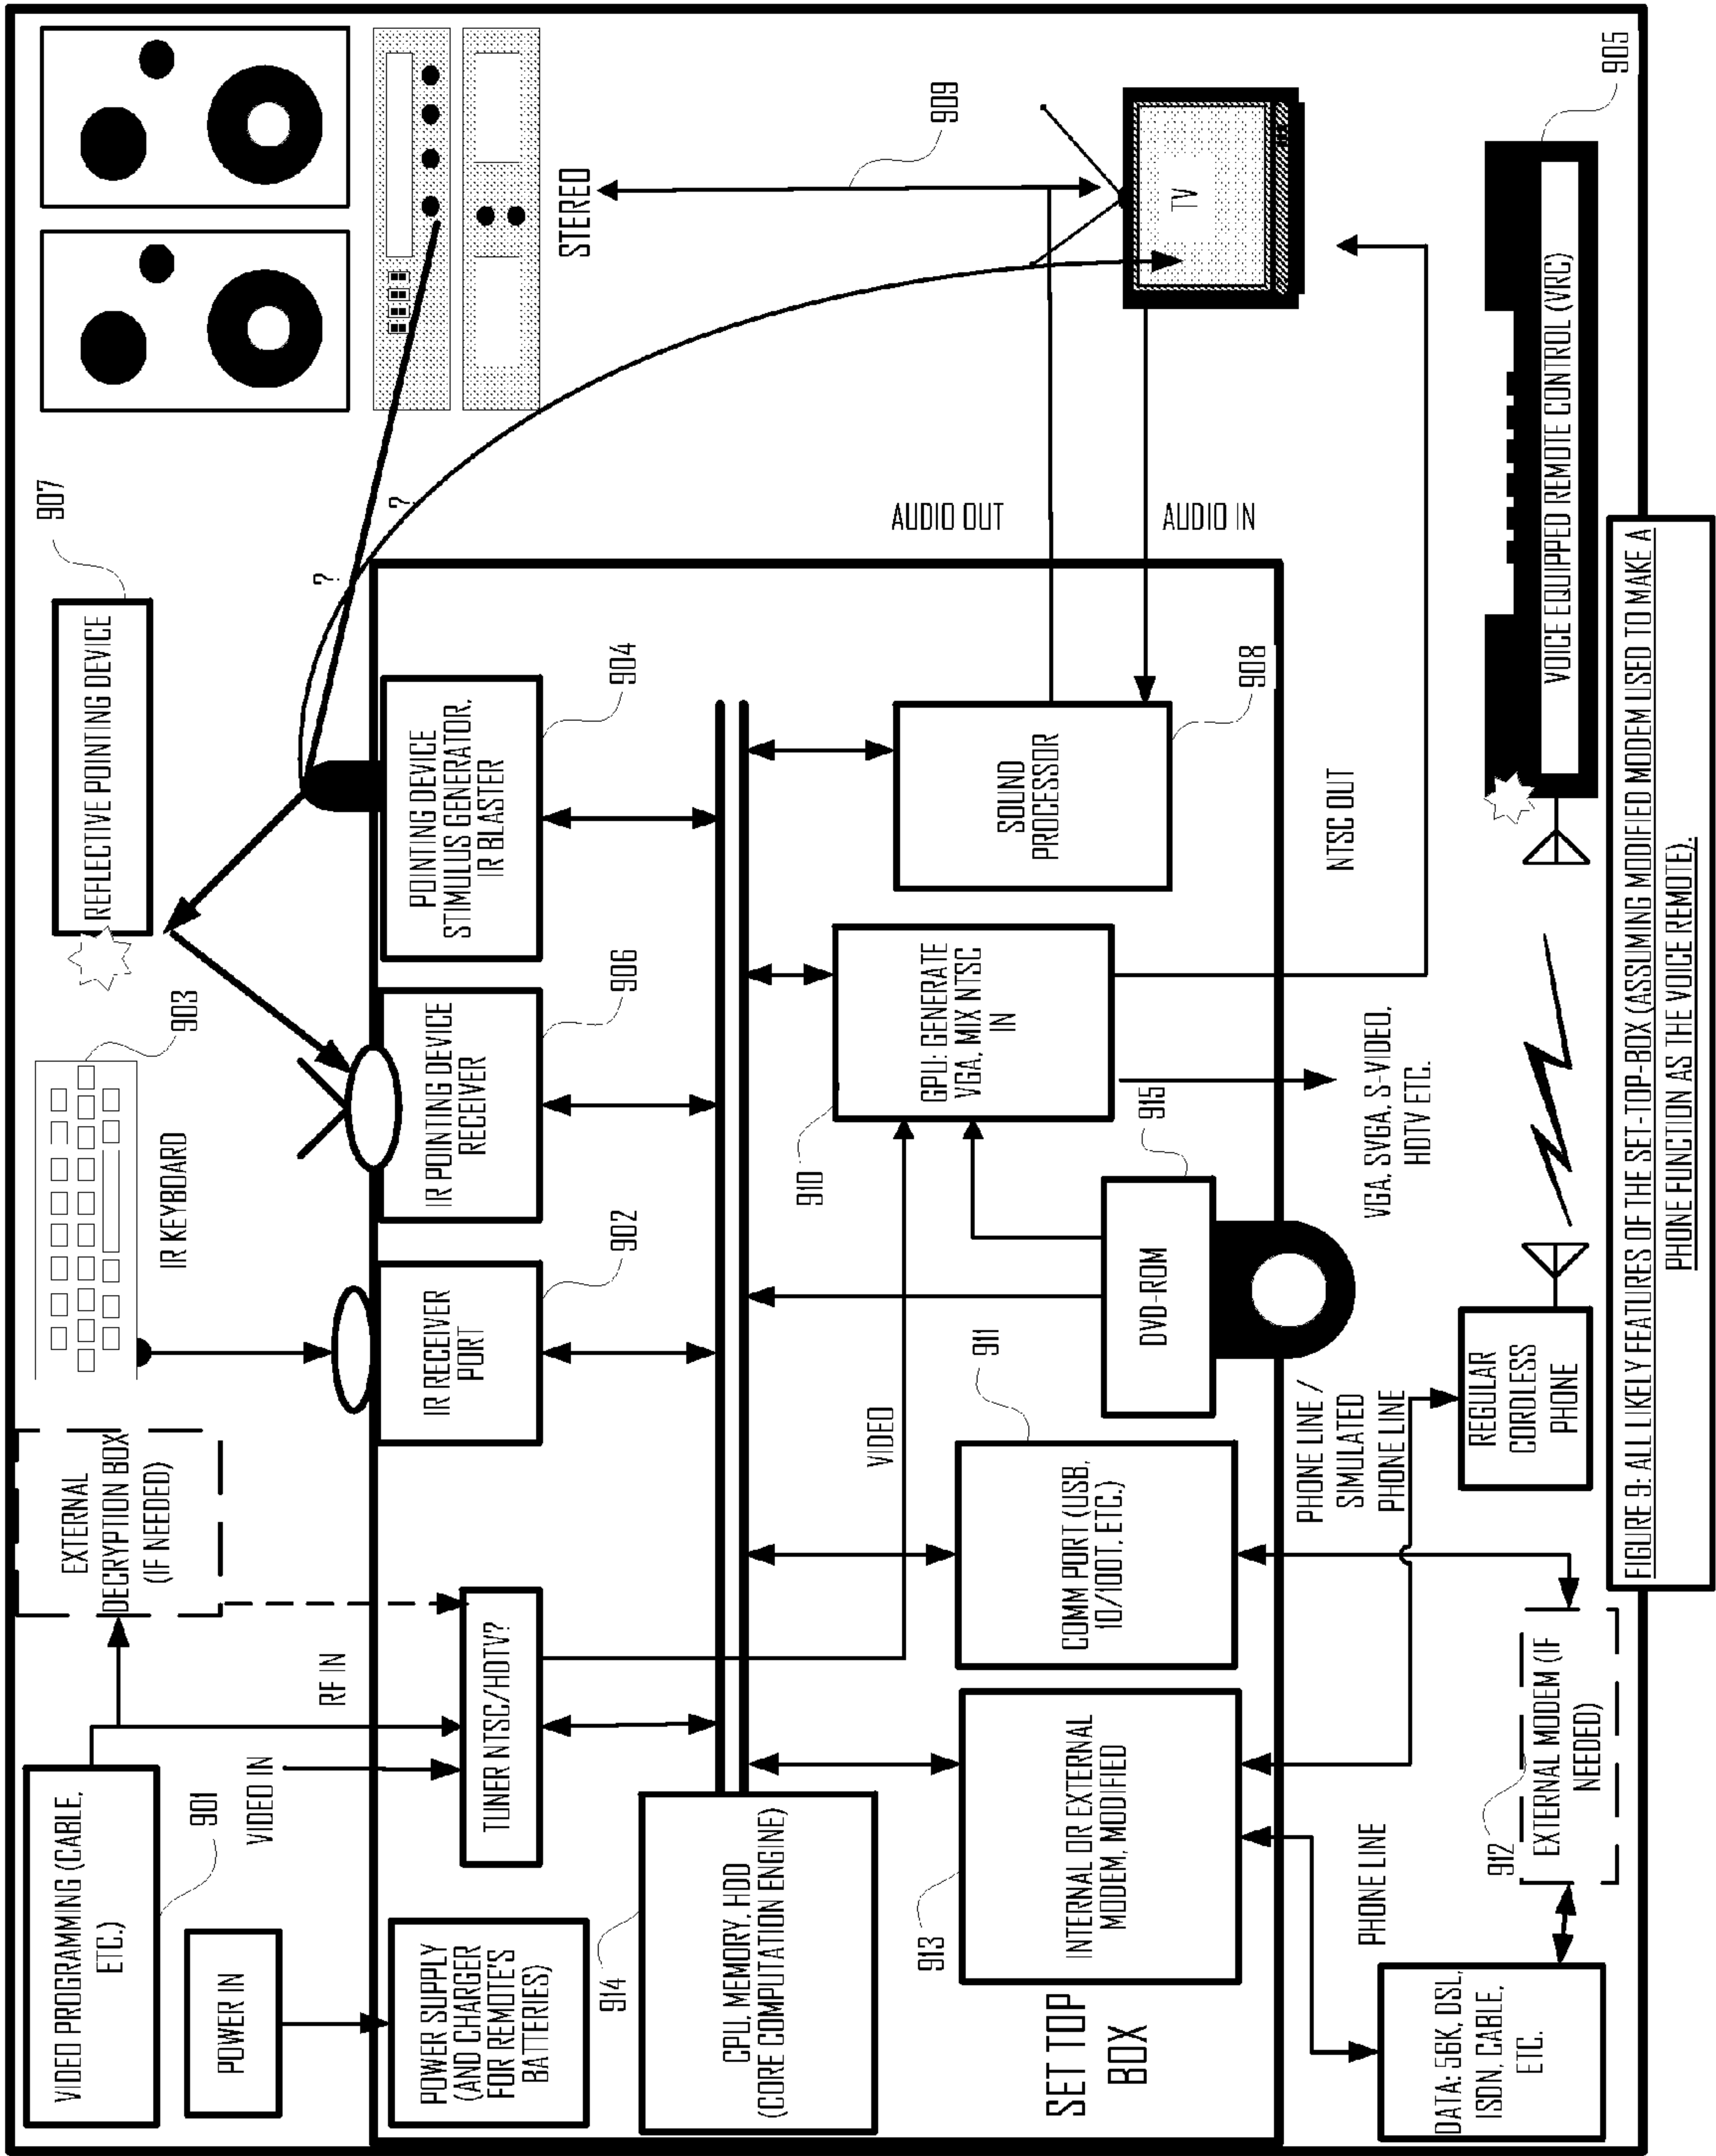 VIDEO PROGRAMMING (CABLE,
ETC.)
901
POWER IN
VIDEO IN
RF IN
EXTERNAL
DECRYPTION BOX
(IF NEEDED)
903
IR KEYBOARD
REFLECTIVE POINTING DEVICE
907
?
?
POWER SUPPLY
(AND CHARGER
FOR REMOTE'S
BATTERIES)
TUNER NTSC/HDTV?
IR RECEIVER
PORT
902
IR POINTING DEVICE
RECEIVER
906
POINTING DEVICE
STIMULUS GENERATOR,
IR BLASTER
904
STEREO
909
914
CPU, MEMORY, HDD
(CORE COMPUTATION ENGINE)
VIDEO
910
GPU: GENERATE
VGA, MIX NTSC
IN
SOUND
PROCESSOR
908
AUDIO OUT
AUDIO IN
TV
913
INTERNAL OR EXTERNAL
MODEM, MODIFIED
COMM PORT (USB,
10/100T, ETC.)
911
DVD-ROM
915
SET TOP
BOX
PHONE LINE
PHONE LINE /
SIMULATED
PHONE LINE
VGA, SVGA, S-VIDEO,
HDTV ETC.
NTSC OUT
DATA: 56K, DSL,
ISDN, CABLE,
ETC.
912
EXTERNAL MODEM (IF
NEEDED)
REGULAR
CORDLESS
PHONE
VOICE EQUIPPED REMOTE CONTROL (VRC)
905
FIGURE 9: ALL LIKELY FEATURES OF THE SET-TOP-BOX (ASSUMING MODIFIED MODEM USED TO MAKE A
PHONE FUNCTION AS THE VOICE REMOTE).